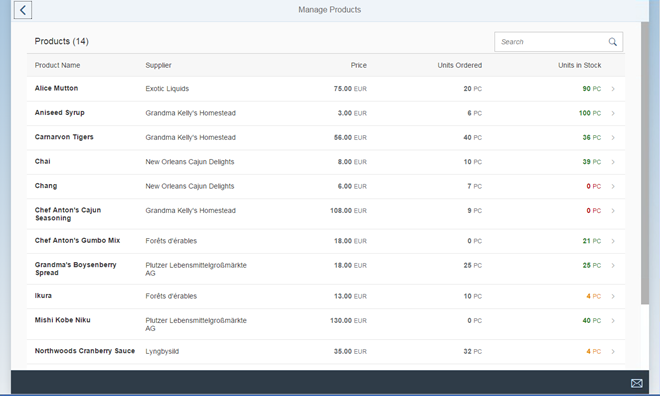 Manage Products
Products (14)
Search
Product Name Supplier Price Units Ordered Units in Stock
Alice Mutton Exotic Liquids 75.00 EUR 20 PC 90 PC
Aniseed Syrup Grandma Kelly's Homestead 3.00 EUR 6 PC 100 PC
Carnarvon Tigers Grandma Kelly's Homestead 56.00 EUR 40 PC 36 PC
Chai New Orleans Cajun Delights 8.00 EUR 10 PC 39 PC
Chang New Orleans Cajun Delights 6.00 EUR 7 PC 0 PC
Chef Anton's Cajun Grandma Kelly's Homestead 108.00 EUR 9 PC 0 PC
Seasoning
Chef Anton's Gumbo Mix Forêts d'érables 18.00 EUR 0 PC 21 PC
Grandma's Boysenberry Plutzer Lebensmittelgroßmärkte 18.00 EUR 25 PC 25 PC
Spread AG
Ikura Forêts d'érables 13.00 EUR 10 PC 4 PC
Mishi Kobe Niku Plutzer Lebensmittelgroßmärkte 130.00 EUR 0 PC 40 PC
AG
Northwoods Cranberry Sauce Lyngbysild 35.00 EUR 32 PC 4 PC